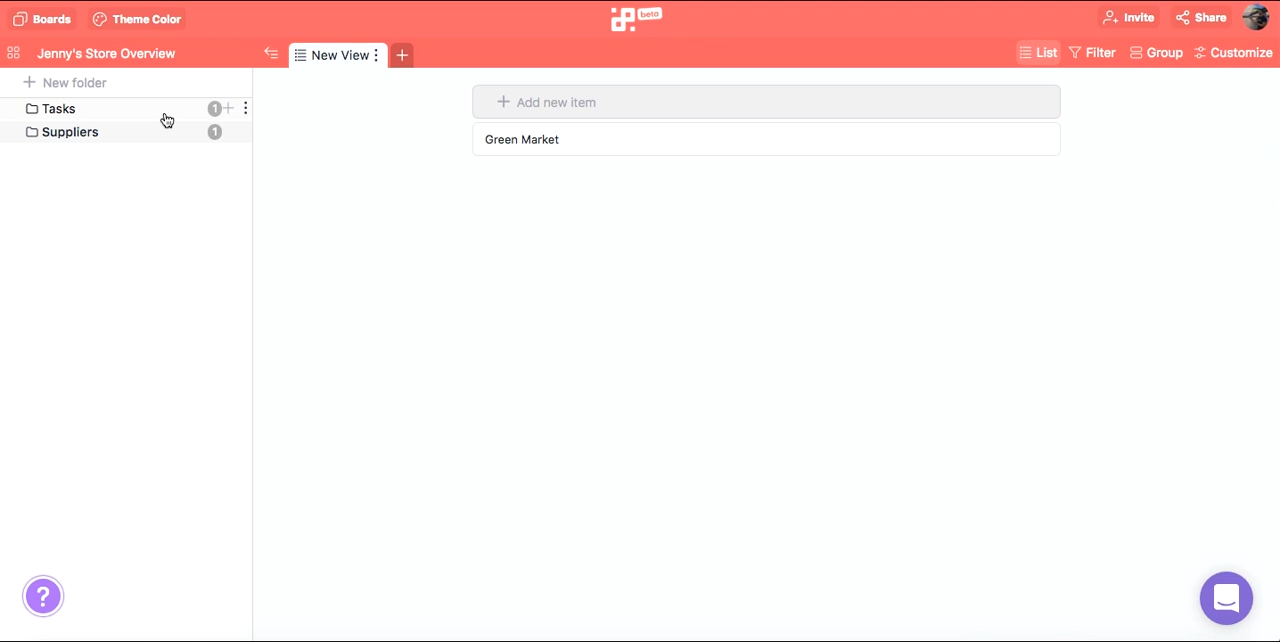 Boards Theme Color beta Invite Share
Jenny's Store Overview New View List Filter Group Customize
New folder
Tasks 1
Suppliers 1
Add new item
Green Market
?